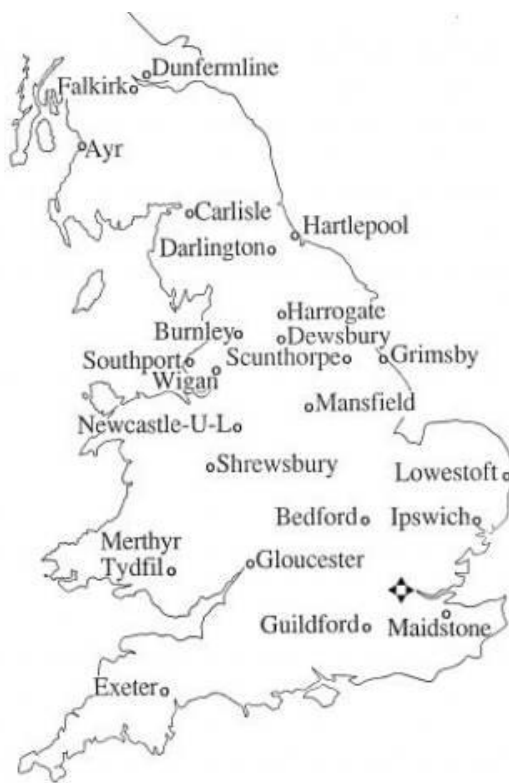 Dunfermline
Falkirk
Ayr
Carlisle
Hartlepool
Darlington
Harrogate
Burnley
Dewsbury
Southport
Scunthorpe
Grimsby
Wigan
Mansfield
Newcastle-U-L
Shrewsbury
Lowestoft
Bedford
Ipswich
Merthyr
Tydfil
Gloucester
Guildford
Maidstone
Exeter